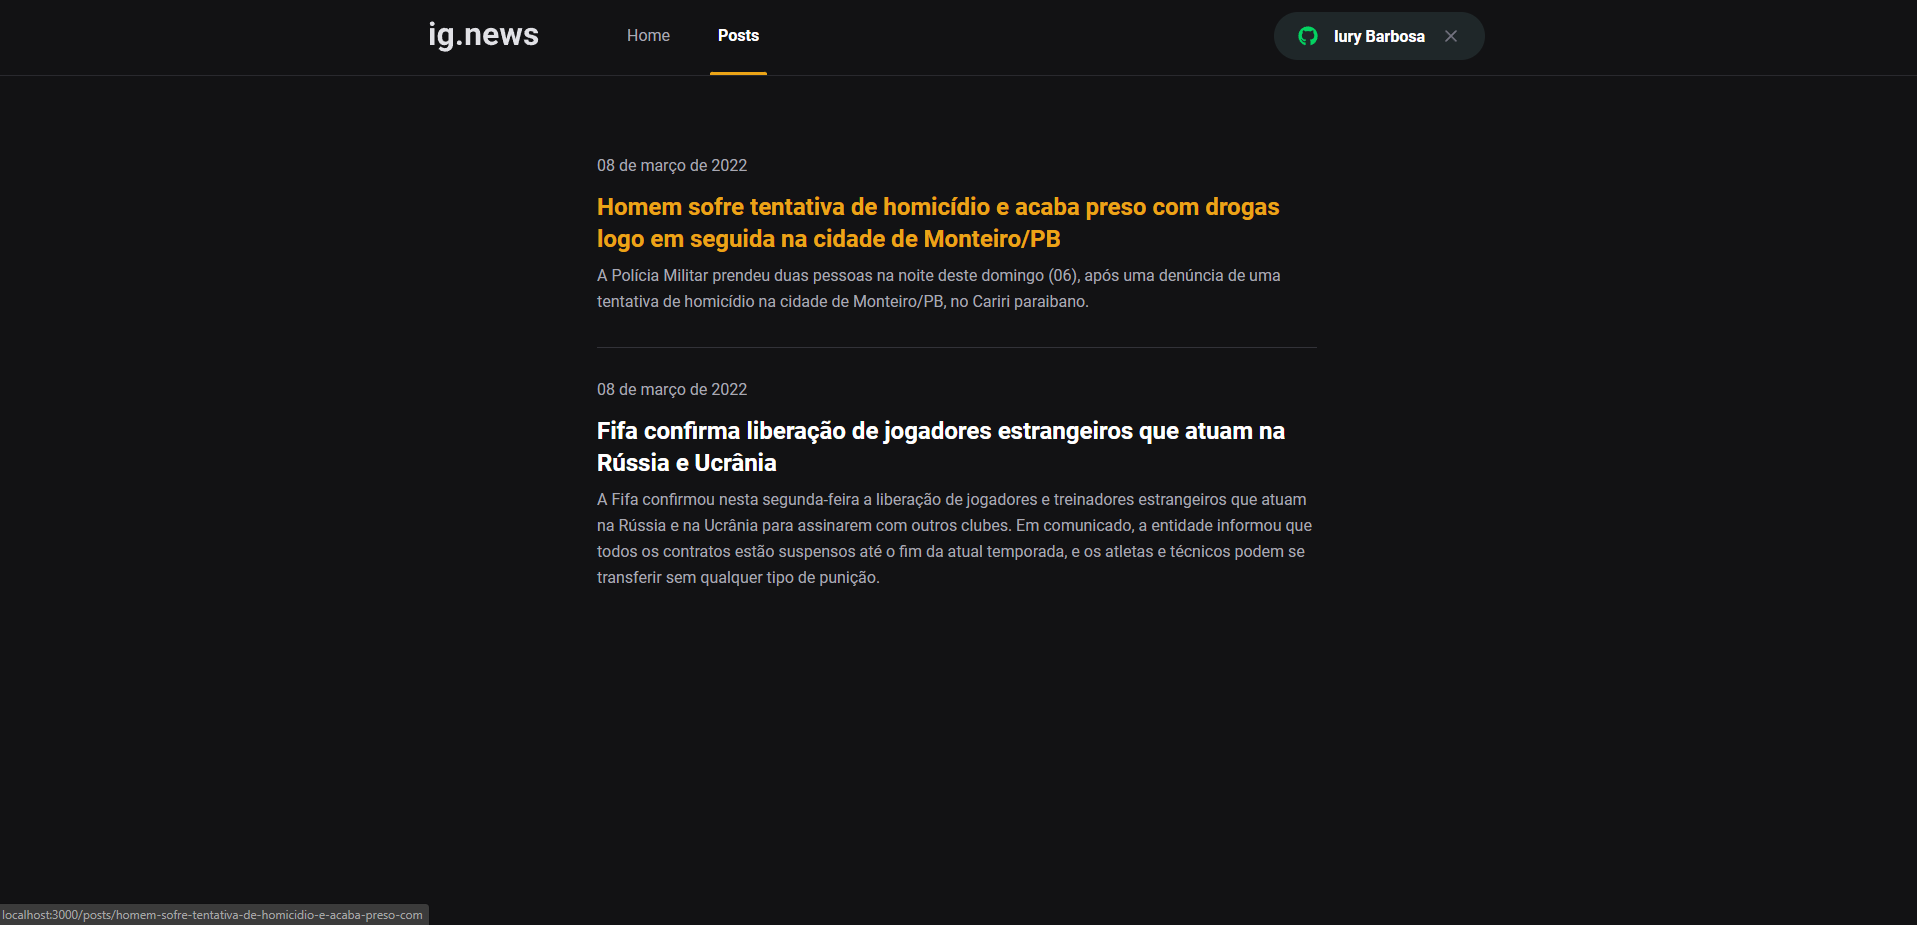 ig.news
Home
Posts
Iury Barbosa
08 de março de 2022
Homem sofre tentativa de homicídio e acaba preso com drogas
logo em seguida na cidade de Monteiro/PB
A Polícia Militar prendeu duas pessoas na noite deste domingo (06), após uma denúncia de uma
tentativa de homicídio na cidade de Monteiro/PB, no Cariri paraibano.
08 de março de 2022
Fifa confirma liberação de jogadores estrangeiros que atuam na
Rússia e Ucrânia
A Fifa confirmou nesta segunda-feira a liberação de jogadores e treinadores estrangeiros que atuam
na Rússia e na Ucrânia para assinarem com outros clubes. Em comunicado, a entidade informou que
todos os contratos estão suspensos até o fim da atual temporada, e os atletas e técnicos podem se
transferir sem qualquer tipo de punição.
localhost:3000/posts/homem-sofre-tentativa-de-homicidio-e-acaba-preso-com